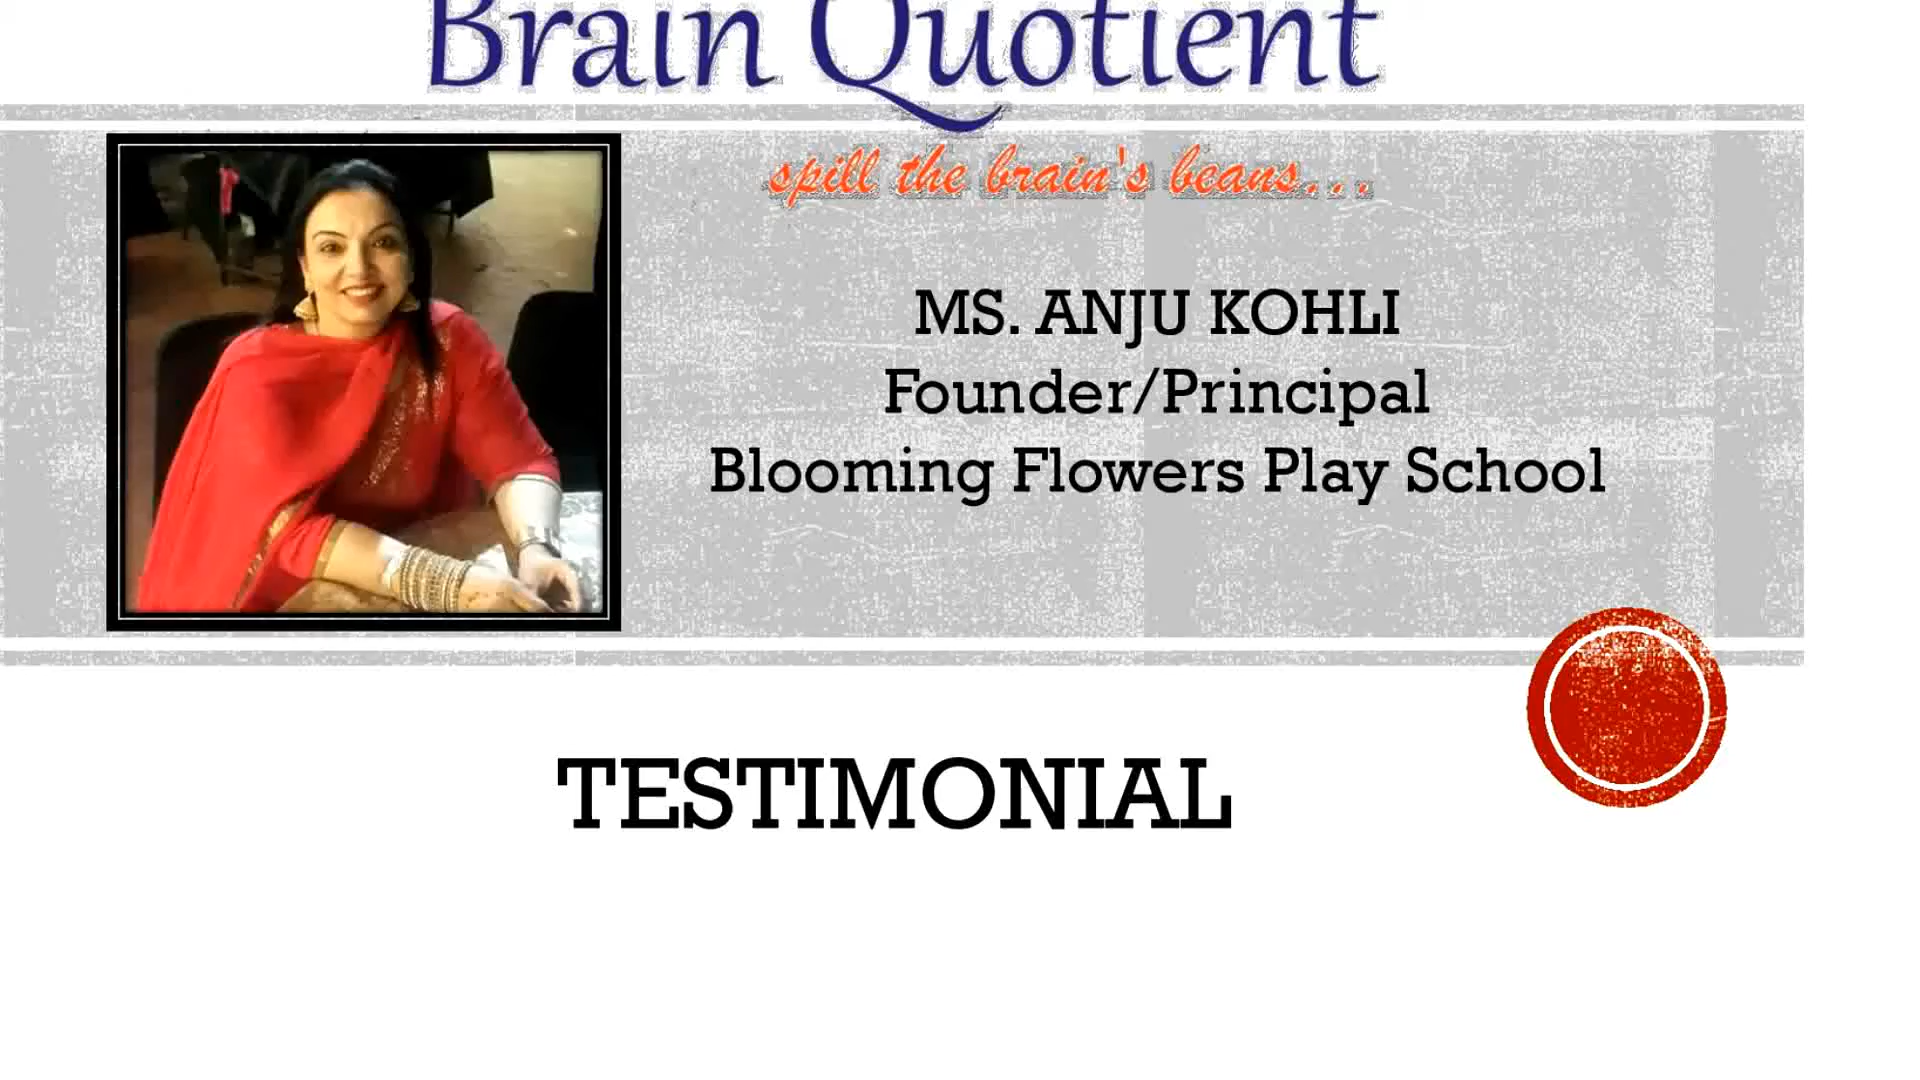 Brain Quotient
spill the brain's beans...
MS. ANJU KOHLI
Founder/Principal
Blooming Flowers Play School
TESTIMONIAL